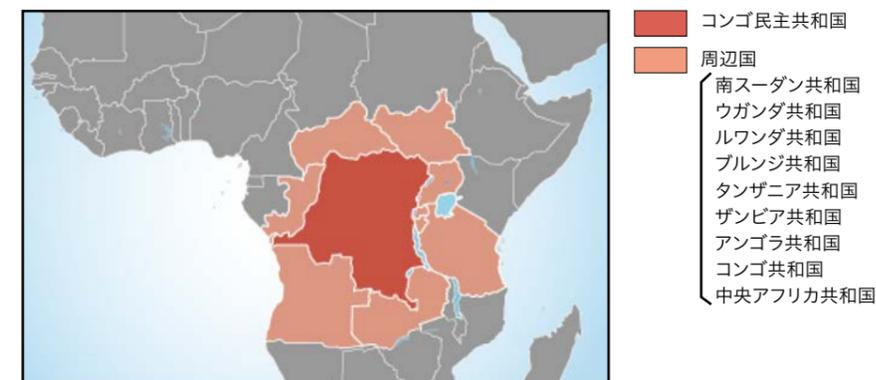 コンゴ民主共和国
周辺国
南スーダン共和国
ウガンダ共和国
ルワンダ共和国
ブルンジ共和国
タンザニア共和国
ザンビア共和国
アンゴラ共和国
コンゴ共和国
中央アフリカ共和国